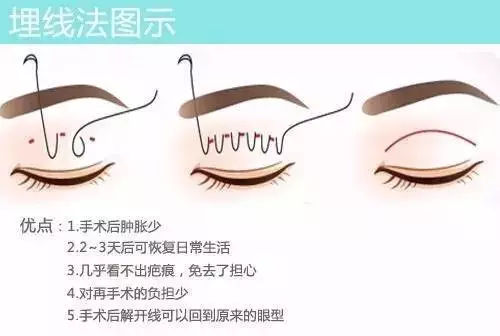 埋线法图示
优点：1.手术后肿胀少
2.2~3天后可恢复日常生活
3.几乎看不出疤痕，免去了担心
4.对再手术的负担少
5.手术后解开线可以回到原来的眼型